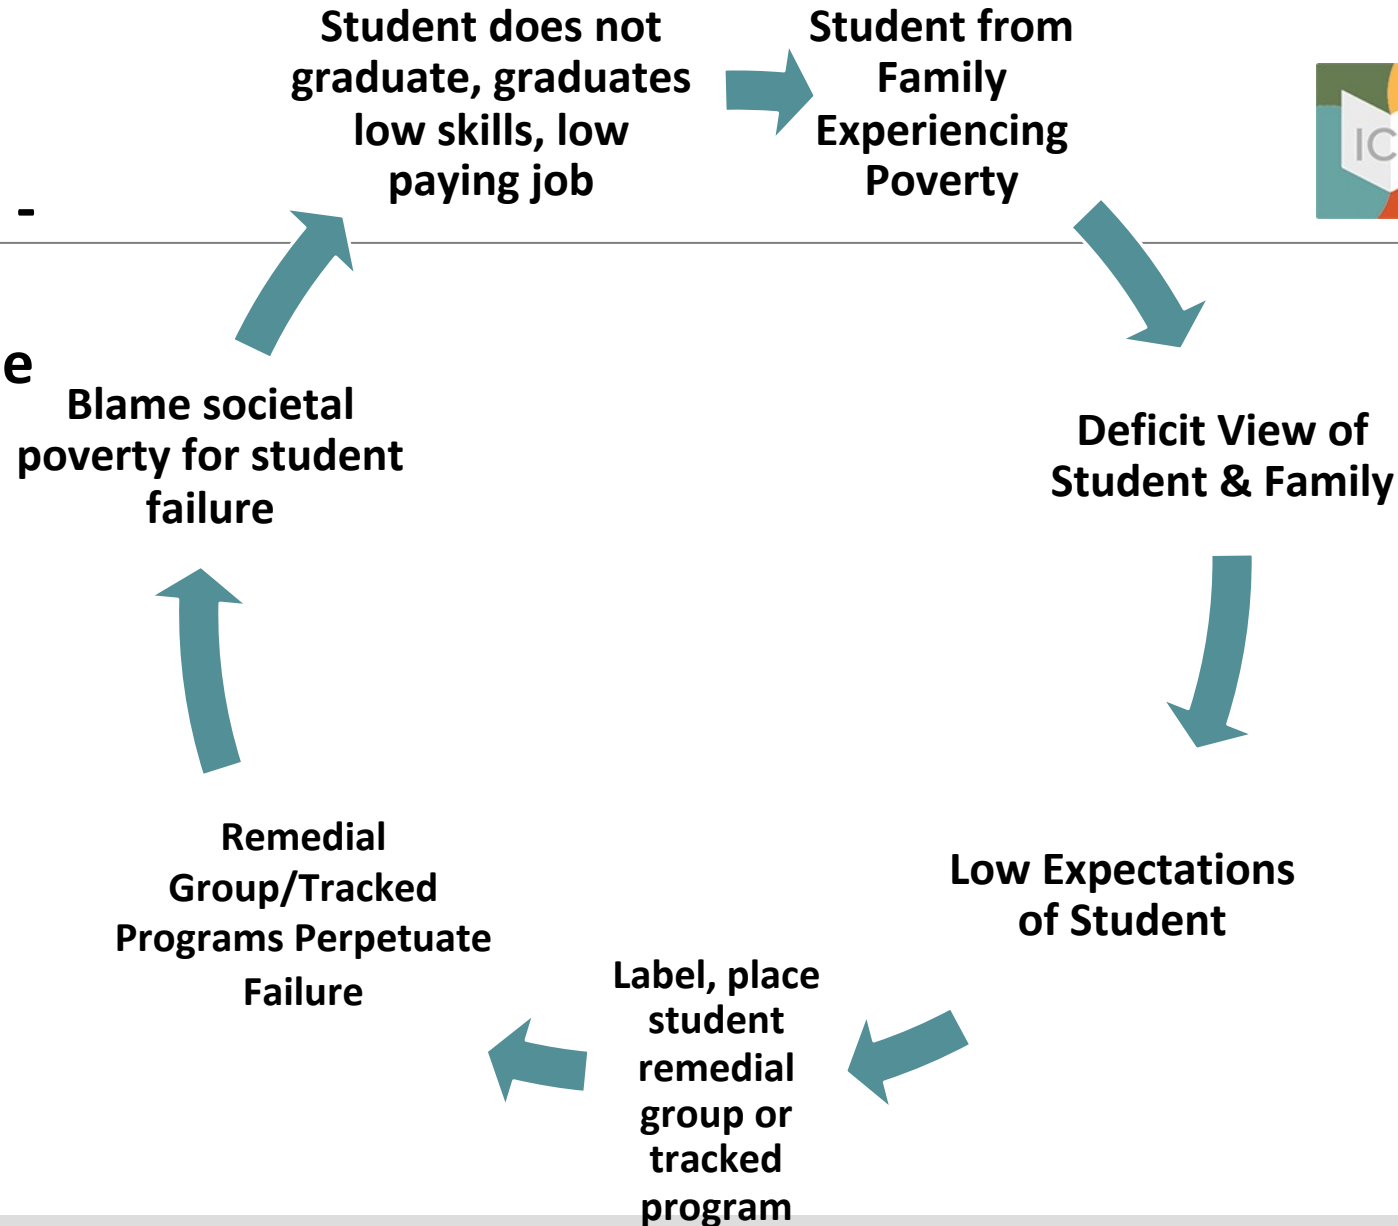 Student does not
graduate, graduates
low skills, low
paying job
Student from
Family
Experiencing
Poverty
IC
-
e
Blame societal
poverty for student
failure
Deficit View of
Student & Family
Remedial
Group/Tracked
Programs Perpetuate
Failure
Low Expectations
of Student
Label, place
student
remedial
group or
tracked
program